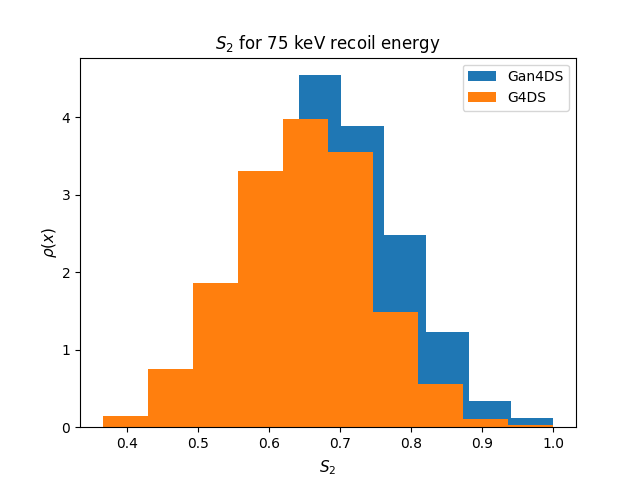 S₂ for 75 keV recoil energy
Gan4DS
G4DS
ρ(x)
4
3
2
1
0
0.4 0.5 0.6 0.7 0.8 0.9 1.0
S₂